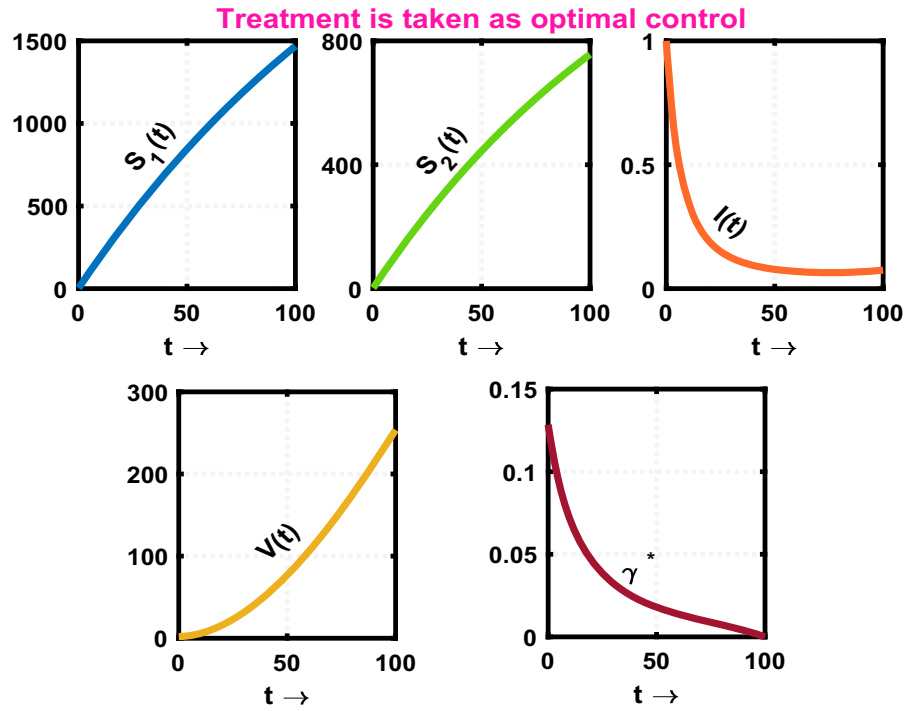 Treatment is taken as optimal control
1500
1000
500
0
S₁(t)
0 50 100
t →
800
400
0
S₂(t)
0 50 100
t →
1
0.5
0
I(t)
0 50 100
t →
300
200
100
0
V(t)
0 50 100
t →
0.15
0.1
0.05
0
γ*
0 50 100
t →